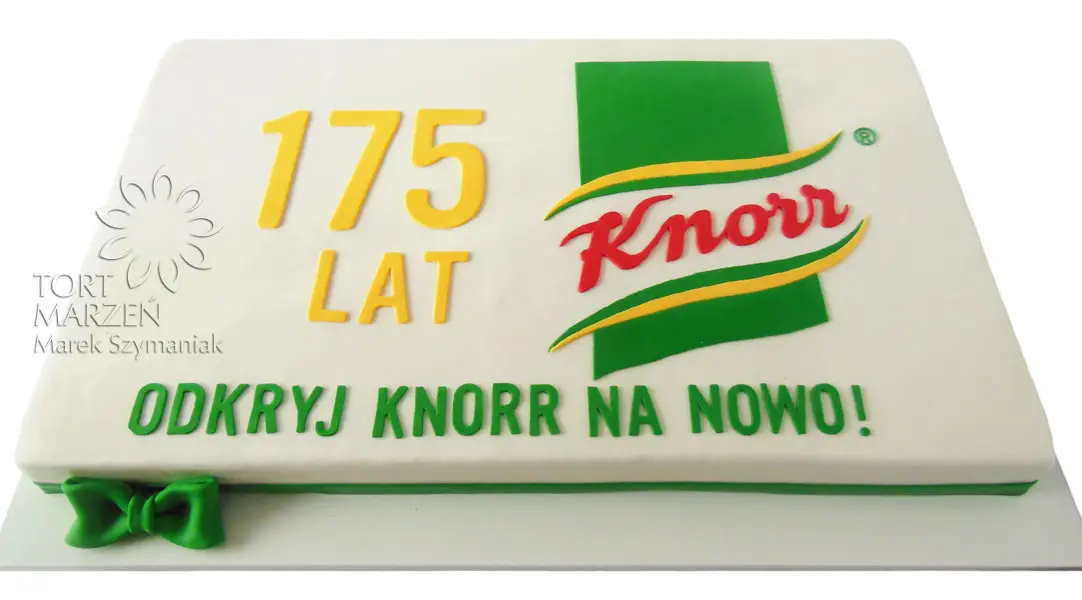 175
LAT
Knorr®
TORT
MARZEŃ
Marek Szymaniak
ODKRYJ KNORR NA NOWO!